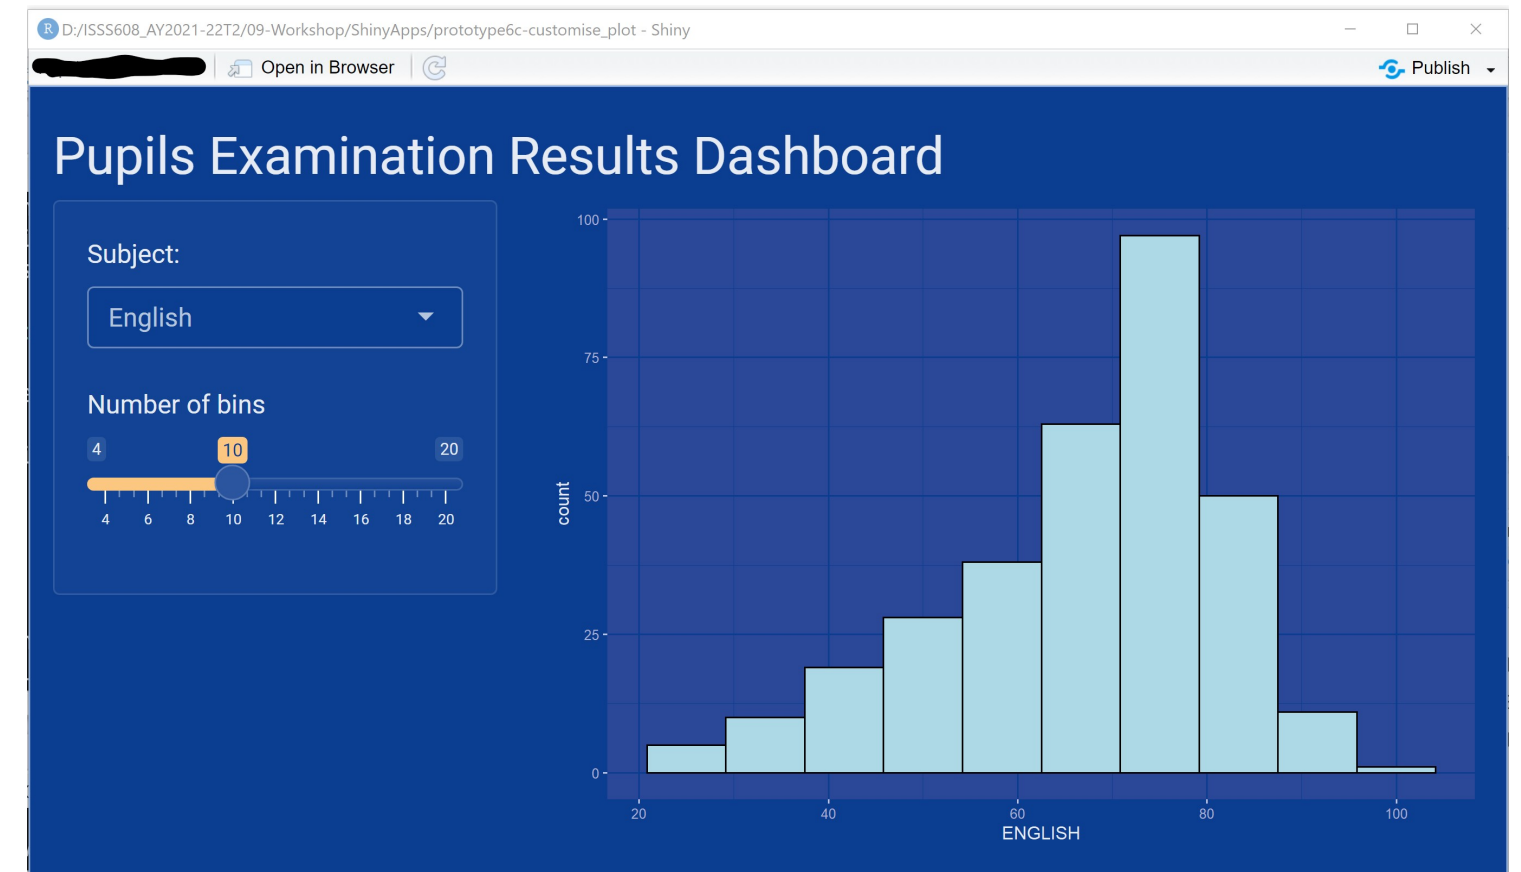 R D:/ISSS608_AY2021-22T2/09-Workshop/ShinyApps/prototype6c-customise_plot - Shiny
Open in Browser Publish
Pupils Examination Results Dashboard
Subject:
English
Number of bins
4 10 20
4 6 8 10 12 14 16 18 20
100
75
50
25
0
count
20 40 60 80 100
ENGLISH